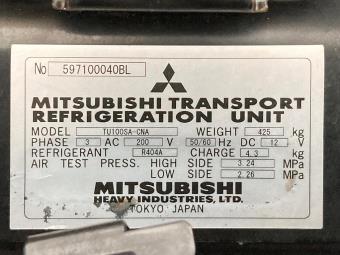 No 597100040BL
MITSUBISHI TRANSPORT
REFRIGERATION UNIT
MODEL TU100SA-CNA WEIGHT 425 kg
PHASE 3 AC 200 V 50/60 Hz DC 12 V
REFRIGERANT R404A CHARGE 4.3 kg
AIR TEST PRESS. HIGH SIDE 3.24 MPa
LOW SIDE 2.26 MPa
MITSUBISHI
HEAVY INDUSTRIES, LTD.
TOKYO JAPAN